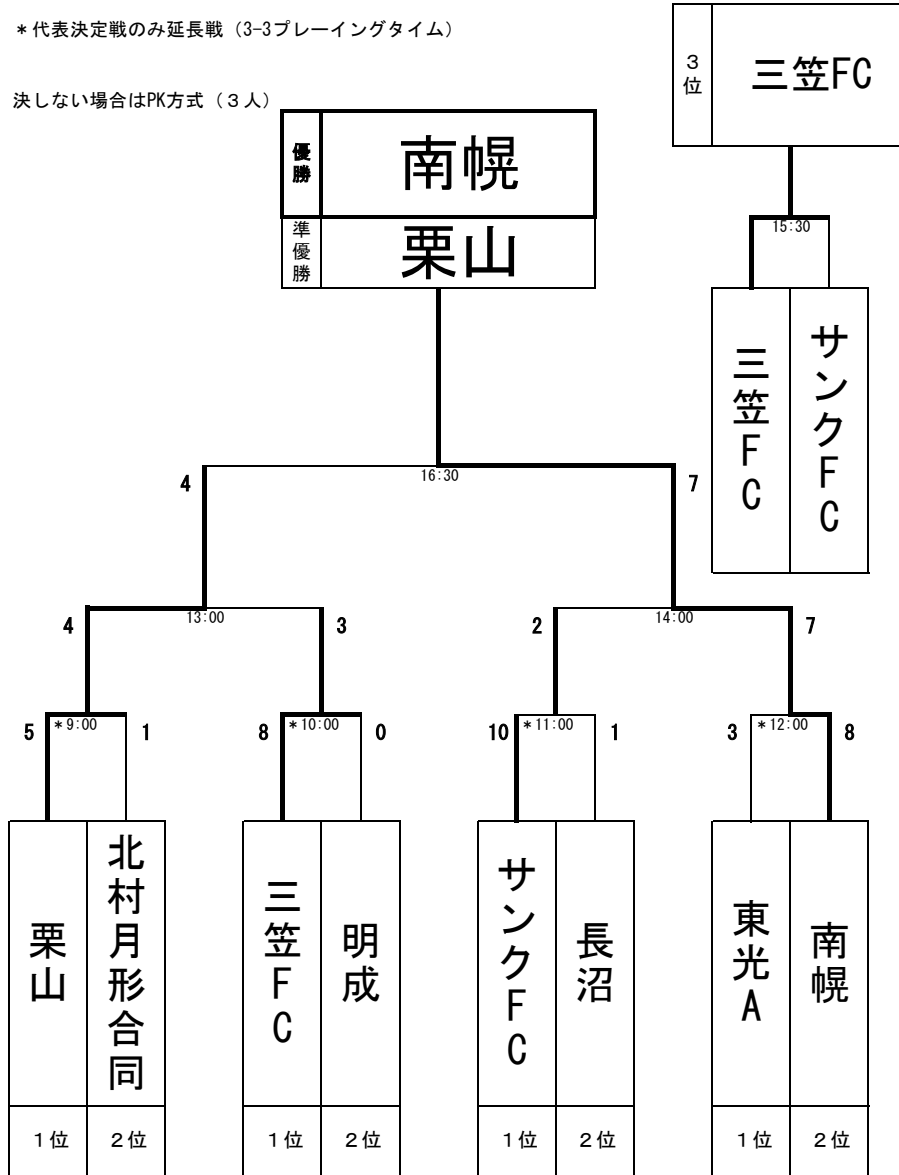 *代表決定戦のみ延長戦（3-3プレーイングタイム）
決しない場合はPK方式（３人）
3位
三笠FC
優勝
南幌
準優勝
栗山
15:30
三笠FC
サンクFC
4
16:30
7
4
13:00
3
2
14:00
7
5
*9:00
1
8
*10:00
0
10
*11:00
1
3
*12:00
8
栗山
北村月形合同
三笠FC
明成
サンクFC
長沼
東光A
南幌
１位
２位
１位
２位
１位
２位
１位
２位